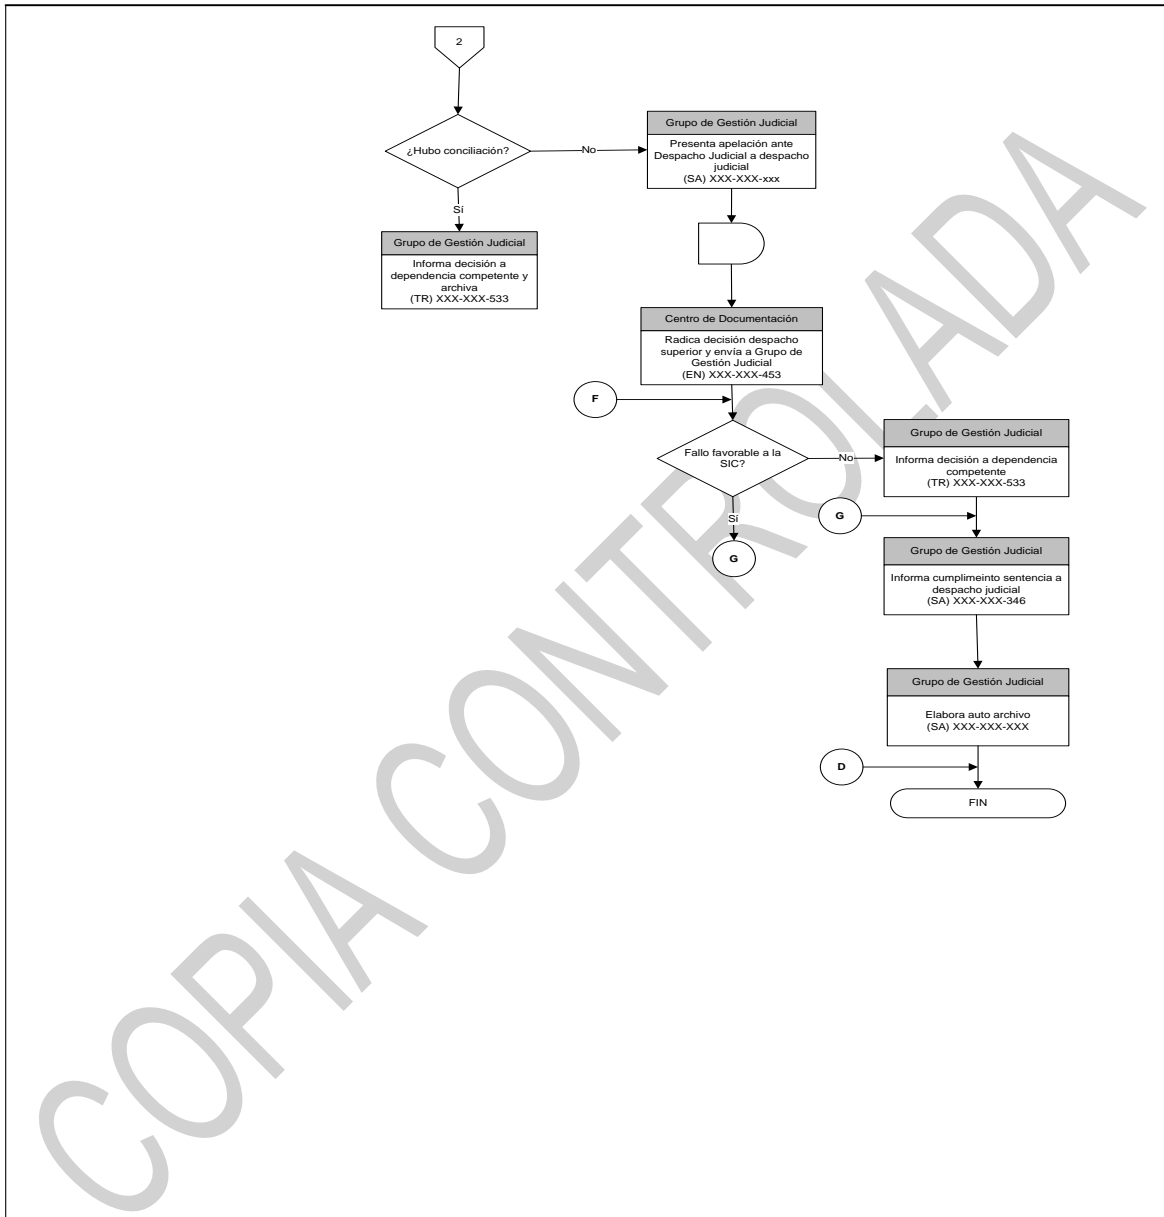 2
¿Hubo conciliación?
No
Sí
Grupo de Gestión Judicial
Presenta apelación ante
Despacho Judicial a despacho
judicial
(SA) XXX-XXX-xxx
Grupo de Gestión Judicial
Informa decisión a
dependencia competente y
archiva
(TR) XXX-XXX-533
Centro de Documentación
Radica decisión despacho
superior y envía a Grupo de
Gestión Judicial
(EN) XXX-XXX-453
F
Fallo favorable a la
SIC?
No
Sí
G
Grupo de Gestión Judicial
Informa decisión a dependencia
competente
(TR) XXX-XXX-533
G
Grupo de Gestión Judicial
Informa cumplimeinto sentencia a
despacho judicial
(SA) XXX-XXX-346
Grupo de Gestión Judicial
Elabora auto archivo
(SA) XXX-XXX-XXX
D
FIN
COPIA CONTROLADA